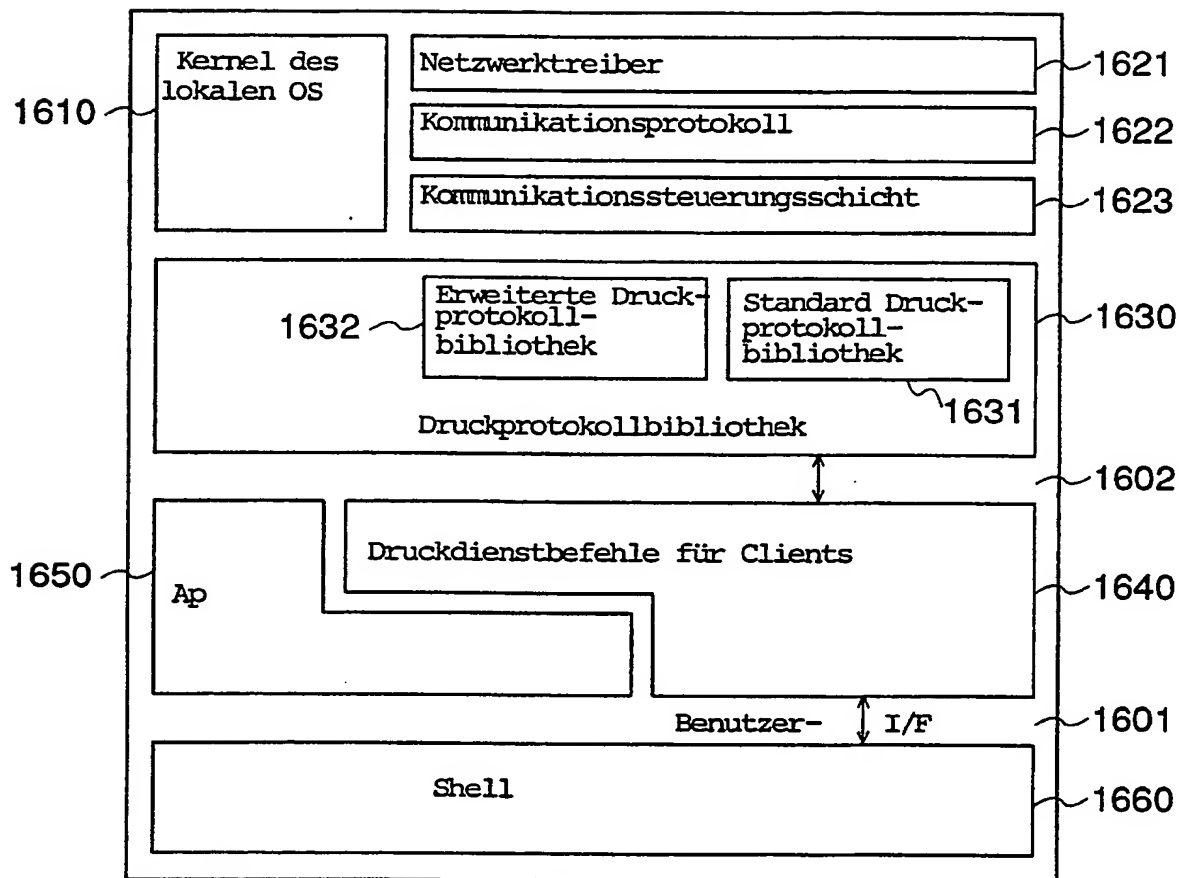 Kernel des
lokalen OS
1610
Netzwerktreiber
1621
Kommunikationsprotokoll
1622
Kommunikationssteuerungsschicht
1623
1632
Erweiterte Druck-
protokoll-
bibliothek
Standard Druck-
protokoll-
bibliothek
1630
1631
Druckprotokollbibliothek
1602
Druckdienstbefehle für Clients
1650
Ap
1640
Benutzer- I/F
1601
Shell
1660